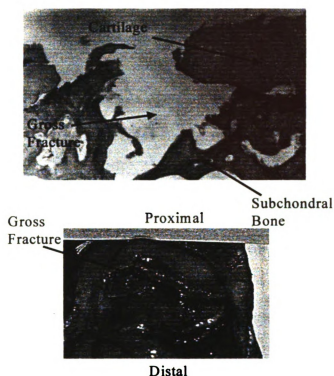 Cartilage
Gross
Fracture
Subchondral
Bone
Gross
Fracture
Proximal
Distal